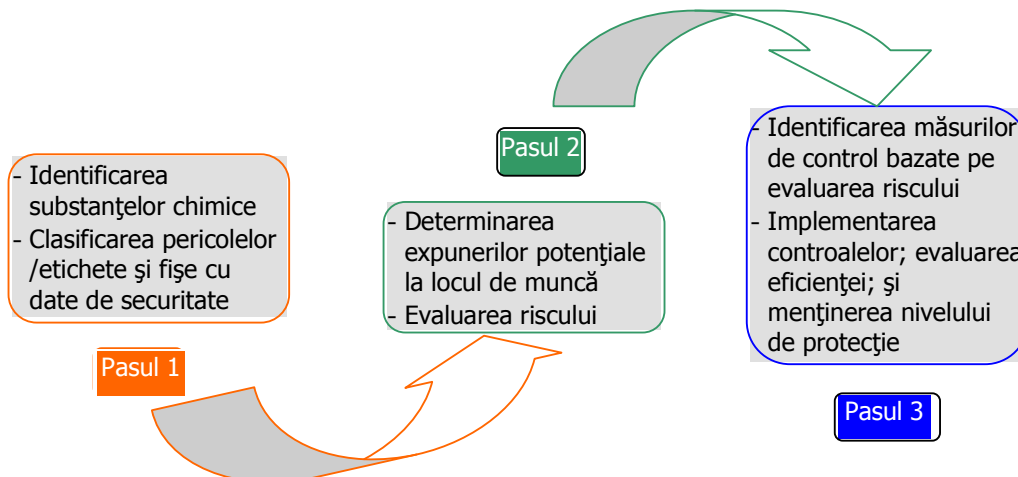 - Identificarea
substanţelor chimice
- Clasificarea pericolelor
/etichete şi fişe cu
date de securitate
Pasul 1
Pasul 2
- Determinarea
expunerilor potenţiale
la locul de muncă
- Evaluarea riscului
- Identificarea măsurilor
de control bazate pe
evaluarea riscului
- Implementarea
controalelor; evaluarea
eficienţei; şi
menţinerea nivelului
de protecţie
Pasul 3